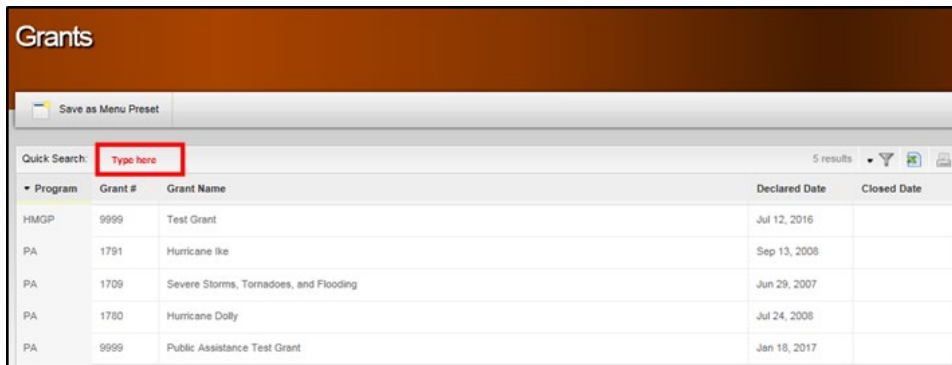 Grants
Save as Menu Preset
Quick Search: Type here 5 results
Program Grant # Grant Name Declared Date Closed Date
HMGP 9999 Test Grant Jul 12, 2016
PA 1791 Hurricane Ike Sep 13, 2008
PA 1709 Severe Storms, Tornadoes, and Flooding Jun 29, 2007
PA 1780 Hurricane Dolly Jul 24, 2008
PA 9999 Public Assistance Test Grant Jan 18, 2017